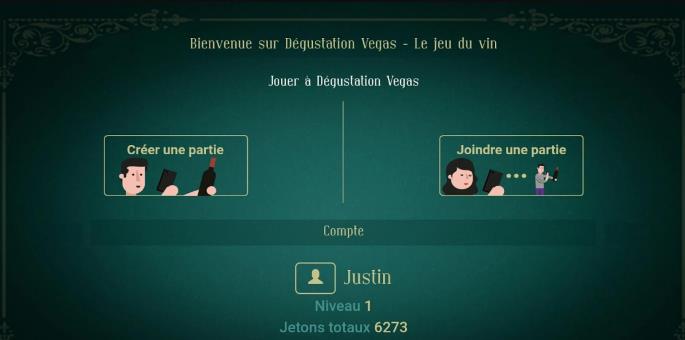 Bienvenue sur Dégustation Vegas - Le jeu du vin
Jouer à Dégustation Vegas
Créer une partie
Joindre une partie
Compte
Justin
Niveau 1
Jetons totaux 6273